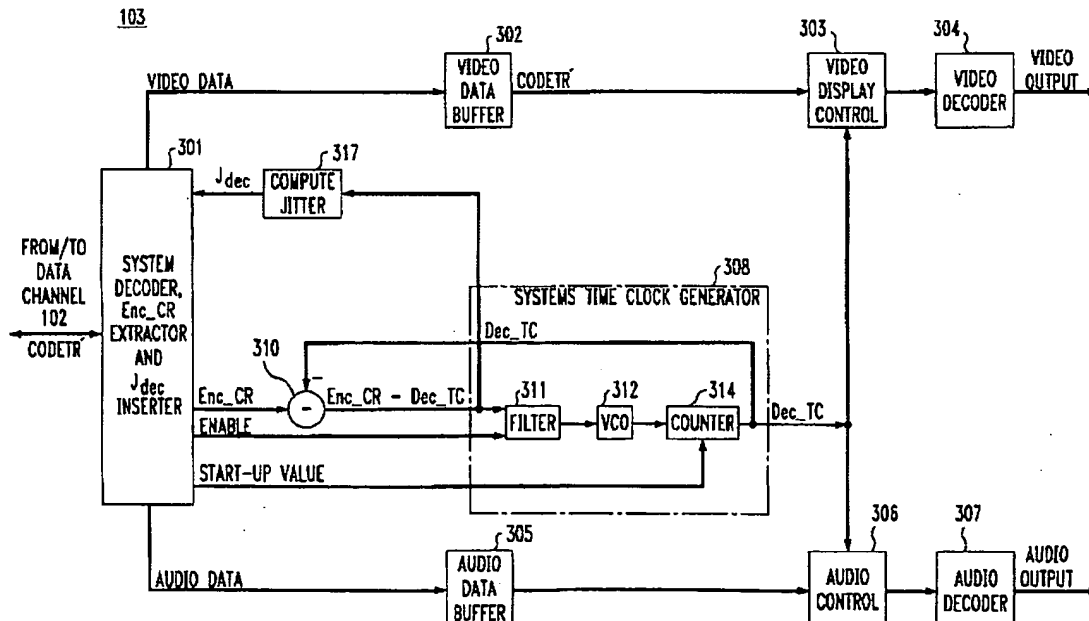 103
302
VIDEO
DATA
BUFFER
303
VIDEO
DISPLAY
CONTROL
304
VIDEO
DECODER
VIDEO
OUTPUT
VIDEO DATA
CODETR'
301
SYSTEM
DECODER,
Enc_CR
EXTRACTOR
AND
Jdec
INSERTER
FROM/TO
DATA
CHANNEL
102
CODETR'
Jdec
317
COMPUTE
JITTER
308
SYSTEMS TIME CLOCK GENERATOR
Dec_TC
310
-
-
Enc_CR
Enc_CR - Dec_TC
311
FILTER
312
VCO
314
COUNTER
Dec_TC
ENABLE
START-UP VALUE
AUDIO DATA
305
AUDIO
DATA
BUFFER
306
AUDIO
CONTROL
307
AUDIO
DECODER
AUDIO
OUTPUT